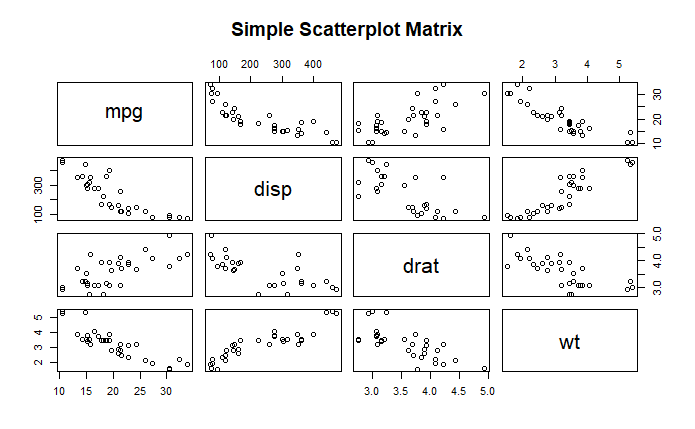 Simple Scatterplot Matrix
100 200 300 400
2 3 4 5
mpg
10 20 30
disp
100 300
drat
3.0 4.0 5.0
wt
2 3 4 5
10 15 20 25 30
3.0 3.5 4.0 4.5 5.0